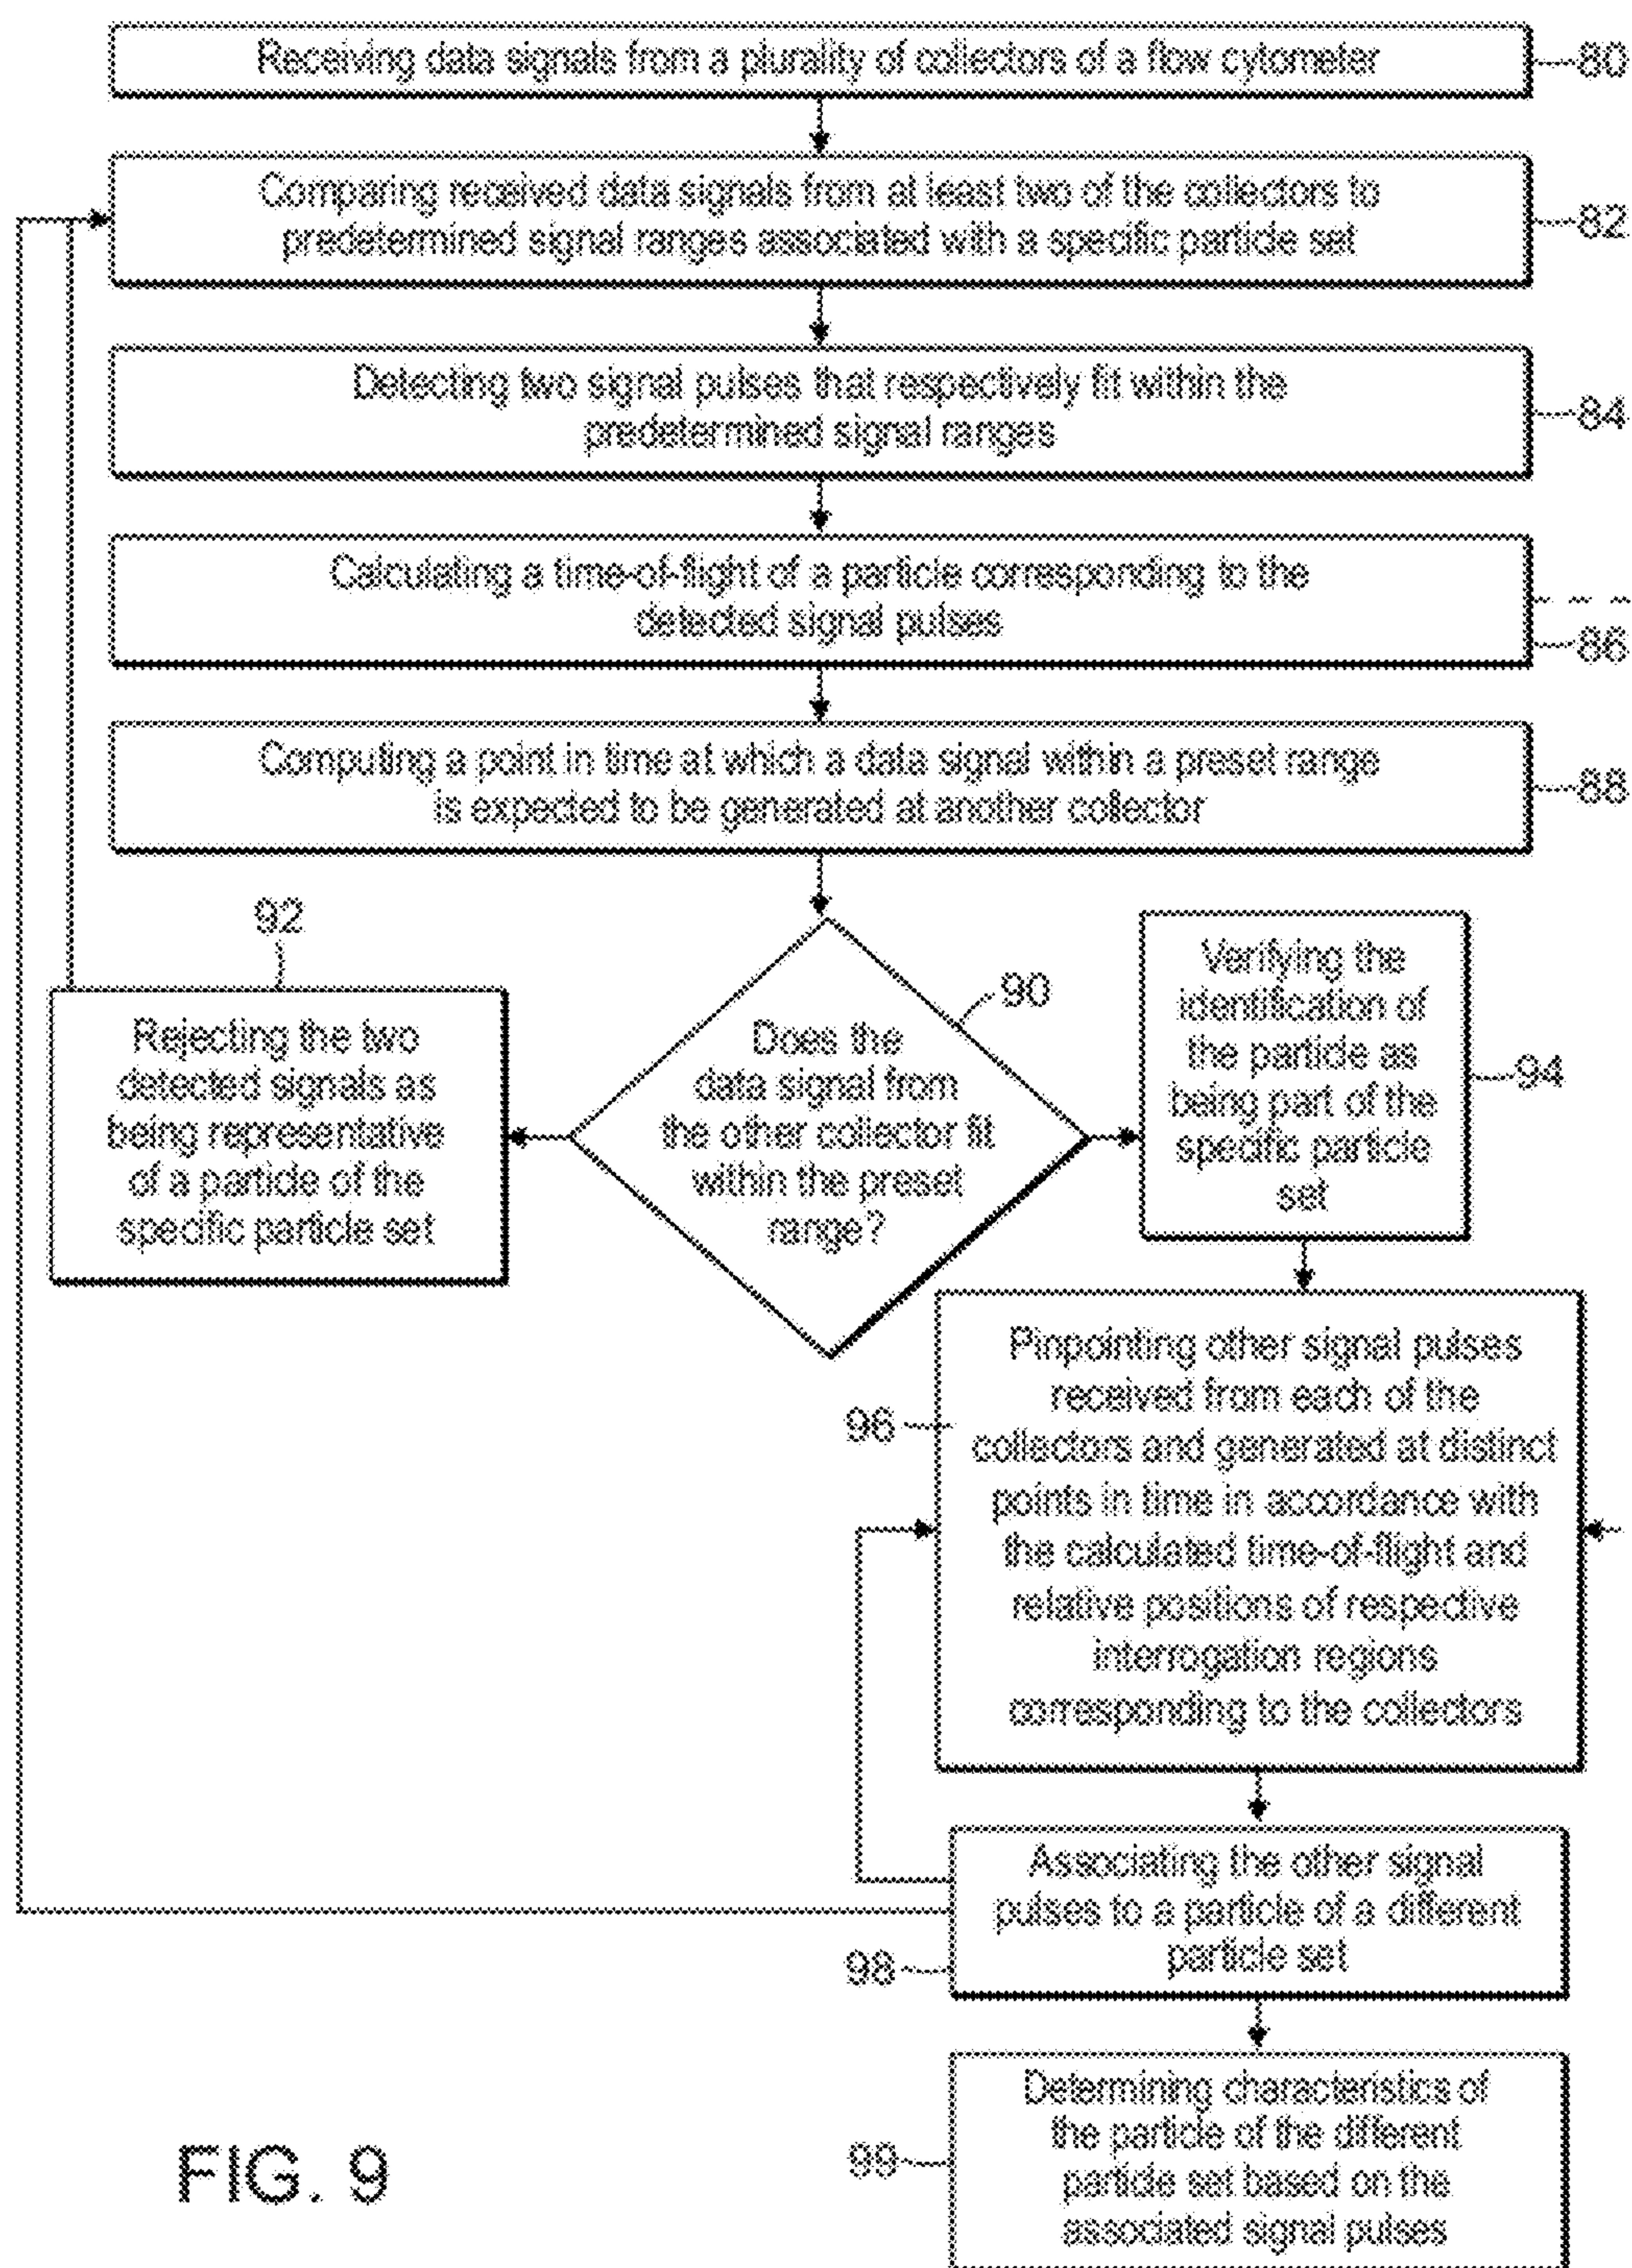 Receiving data signals from a plurality of collectors of a flow cytometer
80
Comparing received data signals from at least two of the collectors to
predetermined signal ranges associated with a specific particle set
82
Detecting two signal pulses that respectively fit within the
predetermined signal ranges
84
Calculating a time-of-flight of a particle corresponding to the
detected signal pulses
86
Computing a point in time at which a data signal within a preset range
is expected to be generated at another collector
88
92
Rejecting the two
detected signals as
being representative
of a particle of the
specific particle set
90
Does the
data signal from
the other collector fit
within the preset
range?
Verifying the
identification of
the particle as
being part of the
specific particle
set
94
96
Pinpointing other signal pulses
received from each of the
collectors and generated at distinct
points in time in accordance with
the calculated time-of-flight and
relative positions of respective
interrogation regions
corresponding to the collectors
Associating the other signal
pulses to a particle of a different
particle set
98
Determining characteristics of
the particle of the different
particle set based on the
associated signal pulses
99
FIG. 9